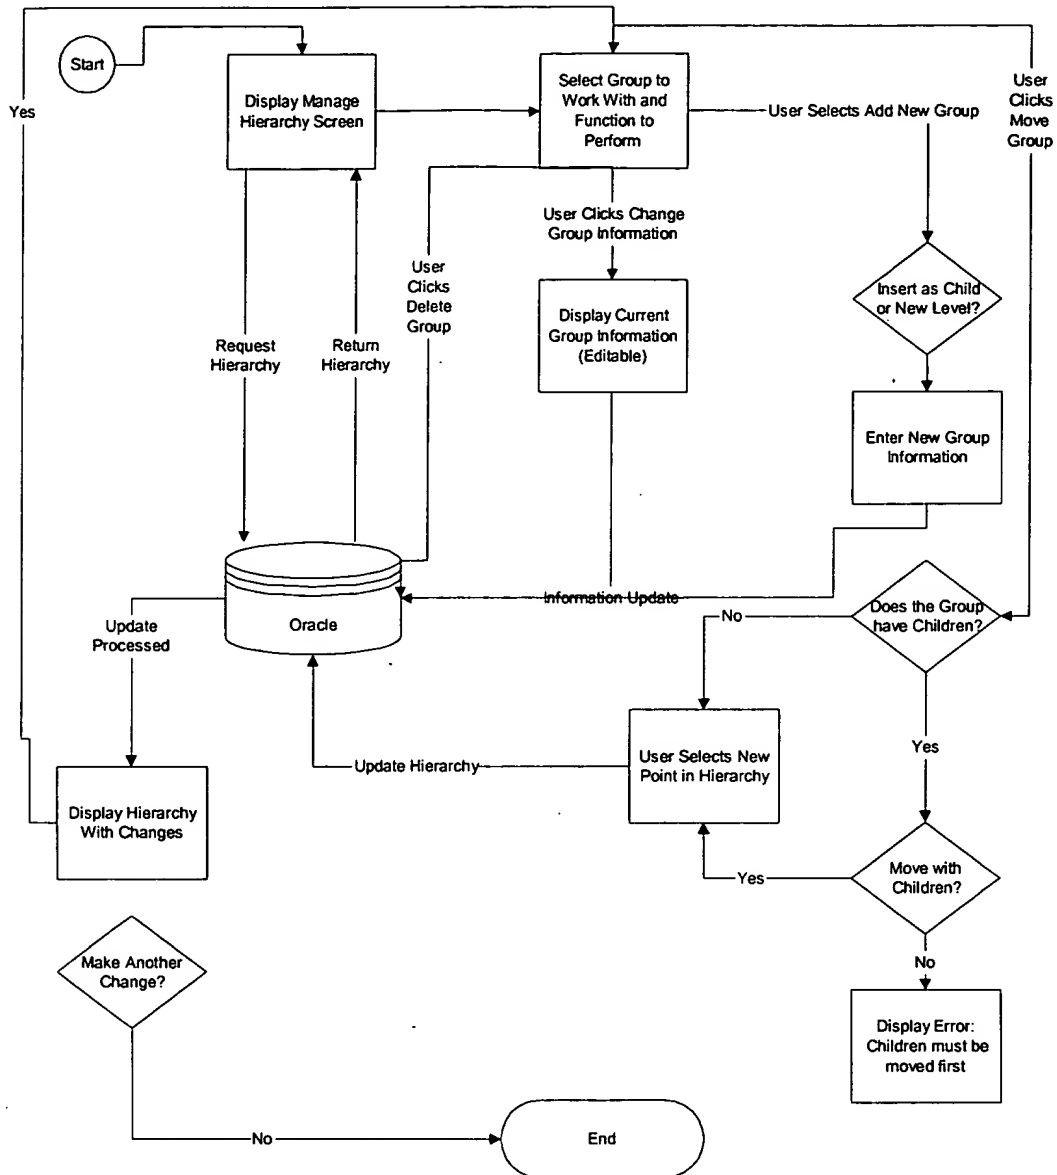 Start
Yes
Display Manage
Hierarchy Screen
Select Group to
Work With and
Function to
Perform
User Selects Add New Group
User
Clicks
Move
Group
User Clicks Change
Group Information
User
Clicks
Delete
Group
Insert as Child
or New Level?
Display Current
Group Information
(Editable)
Request
Hierarchy
Return
Hierarchy
Enter New Group
Information
Information Update
Oracle
Update
Processed
No
Does the Group
have Children?
Yes
Update Hierarchy
User Selects New
Point in Hierarchy
Display Hierarchy
With Changes
Yes
Move with
Children?
No
Make Another
Change?
Display Error:
Children must be
moved first
No
End